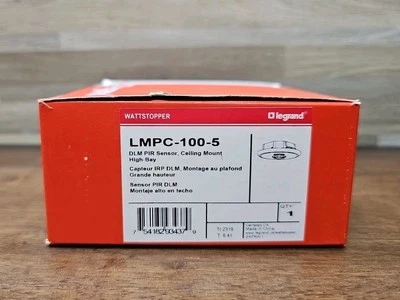 WATTSTOPPER
legrand
LMPC-100-5
DLM PIR Sensor, Ceiling Mount
High-Bay
Capteur IRP DLM, Montage au plafond
Grande hauteur
Sensor PIR DLM
Montaje alto en techo
QTY
1